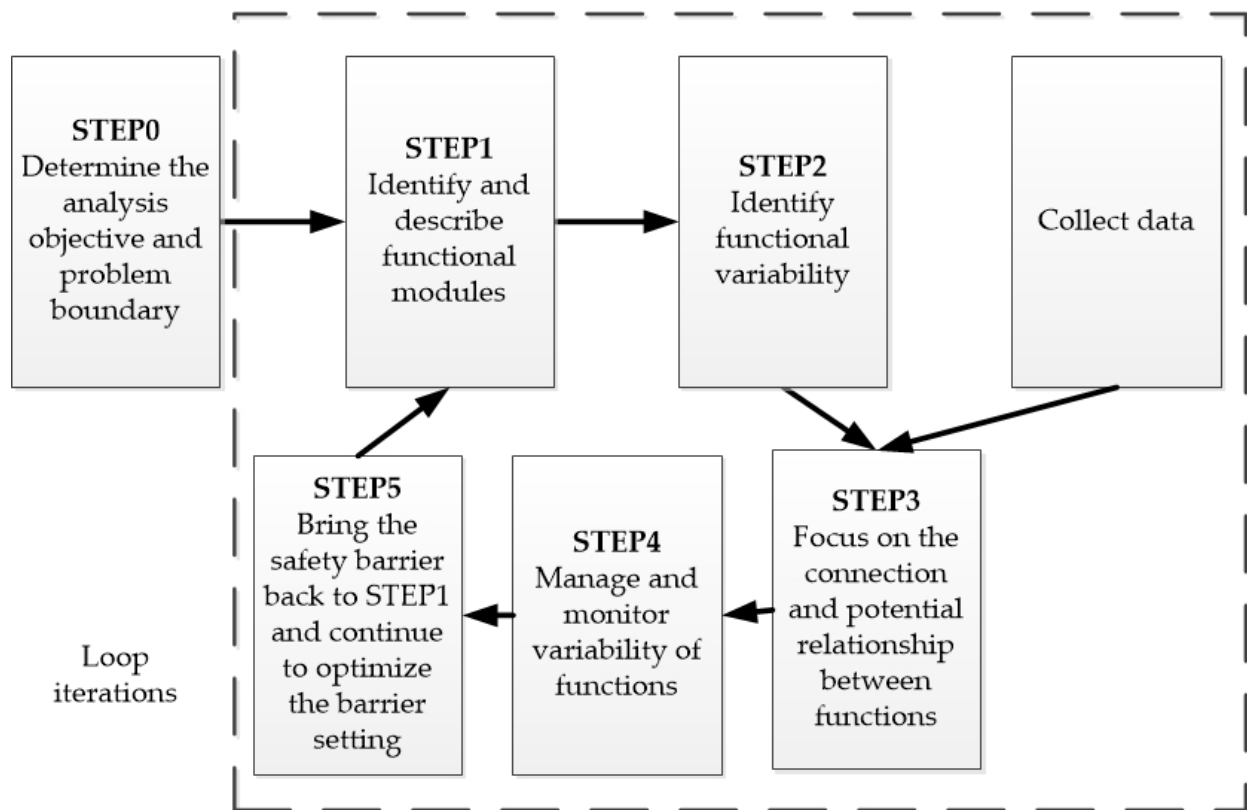 STEP0
Determine the
analysis
objective and
problem
boundary
STEP1
Identify and
describe
functional
modules
STEP2
Identify
functional
variability
Collect data
STEP3
Focus on the
connection
and potential
relationship
between
functions
STEP4
Manage and
monitor
variability of
functions
STEP5
Bring the
safety barrier
back to STEP1
and continue
to optimize
the barrier
setting
Loop
iterations